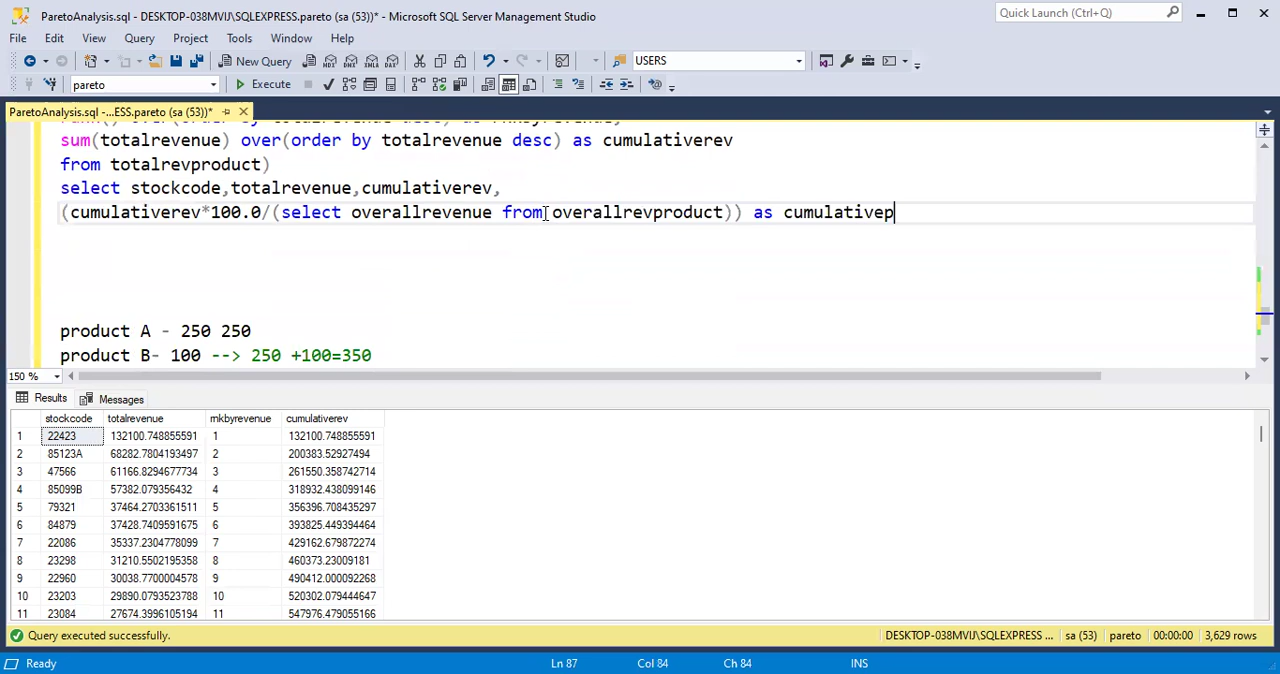 ParetoAnalysis.sql - DESKTOP-038MVIJ\SQLEXPRESS.pareto (sa (53))* - Microsoft SQL Server Management Studio
Quick Launch (Ctrl+Q)
File Edit View Query Project Tools Window Help
New Query
USERS
pareto
Execute
ParetoAnalysis.sql -...ESS.pareto (sa (53))*
sum(totalrevenue) over(order by totalrevenue desc) as cumulativerev
from totalrevproduct)
select stockcode,totalrevenue,cumulativerev,
(cumulativerev*100.0/(select overallrevenue from overallrevproduct)) as cumulativep
product A - 250 250
product B- 100 --> 250 +100=350
150 %
Results Messages
stockcode totalrevenue rnkbyrevenue cumulativerev
1 22423 132100.748855591 1 132100.748855591
2 85123A 68282.7804193497 2 200383.52927494
3 47566 61166.8294677734 3 261550.358742714
4 85099B 57382.079356432 4 318932.438099146
5 79321 37464.2703361511 5 356396.708435297
6 84879 37428.7409591675 6 393825.449394464
7 22086 35337.2304778099 7 429162.679872274
8 23298 31210.5502195358 8 460373.23009181
9 22960 30038.7700004578 9 490412.000092268
10 23203 29890.0793523788 10 520302.079444647
11 23084 27674.3996105194 11 547976.479055166
Query executed successfully.
DESKTOP-038MVIJ\SQLEXPRESS ... sa (53) pareto 00:00:00 3,629 rows
Ready Ln 87 Col 84 Ch 84 INS